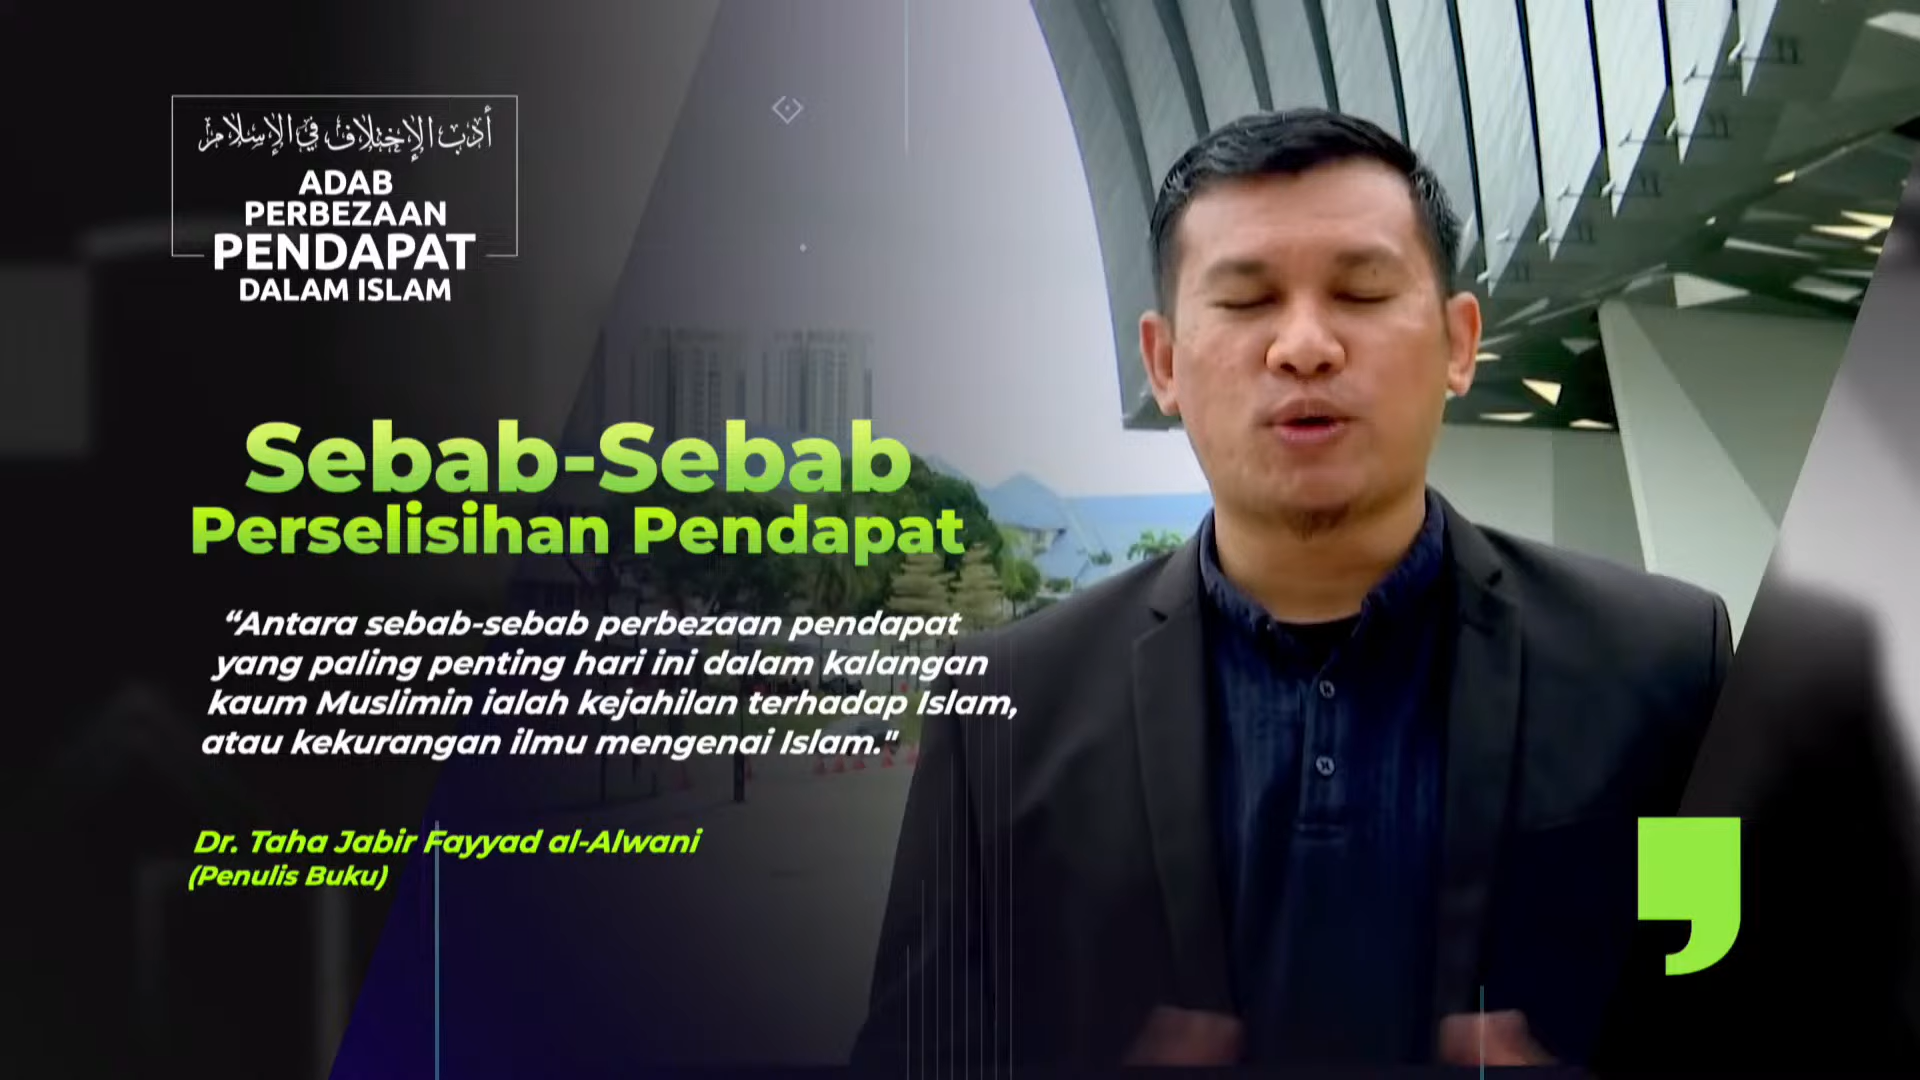 أدب الإختلاف في الإسلام
ADAB
PERBEZAAN
PENDAPAT
DALAM ISLAM
Sebab-Sebab
Perselisihan Pendapat
“Antara sebab-sebab perbezaan pendapat
yang paling penting hari ini dalam kalangan
kaum Muslimin ialah kejahilan terhadap Islam,
atau kekurangan ilmu mengenai Islam."
Dr. Taha Jabir Fayyad al-Alwani
(Penulis Buku)